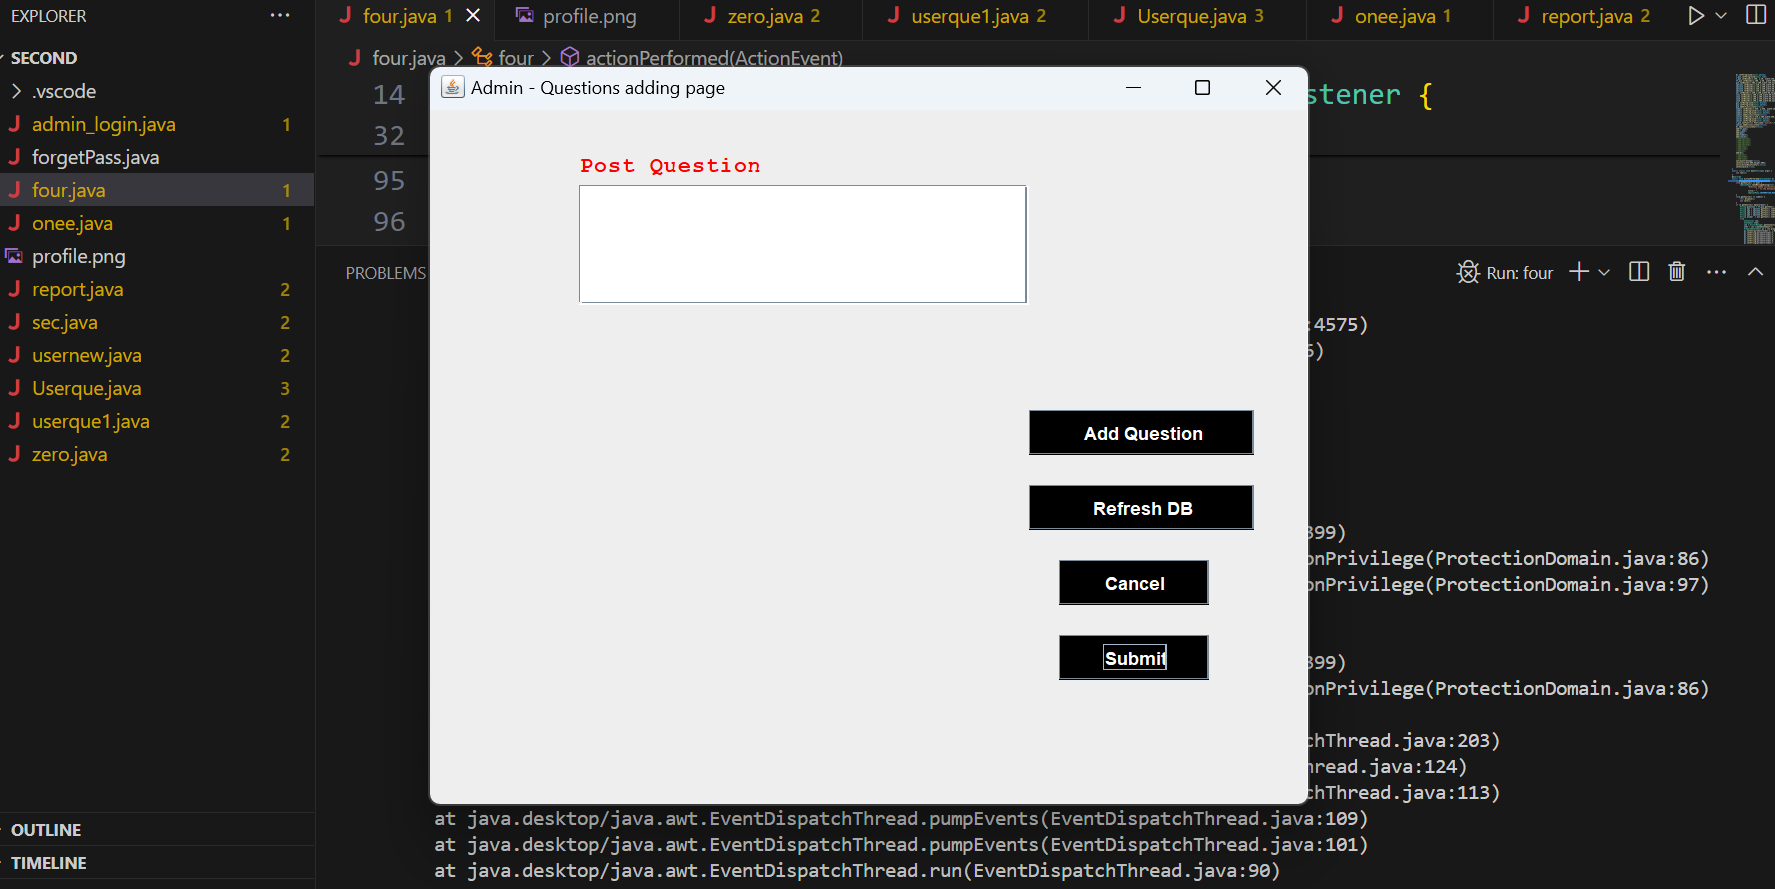 EXPLORER
SECOND
.vscode
admin_login.java 1
forgetPass.java
four.java 1
onee.java 1
profile.png
report.java 2
sec.java 2
usernew.java 2
Userque.java 3
userque1.java 2
zero.java 2
OUTLINE
TIMELINE
four.java 1 profile.png zero.java 2 userque1.java 2 Userque.java 3 onee.java 1 report.java 2
four.java > four > actionPerformed(ActionEvent)
14 stener {
32
95
96
PROBLEMS Run: four
Admin - Questions adding page
Post Question
Add Question
Refresh DB
Cancel
Submit
:4575)
)
399)
onPrivilege(ProtectionDomain.java:86)
onPrivilege(ProtectionDomain.java:97)
399)
onPrivilege(ProtectionDomain.java:86)
chThread.java:203)
hread.java:124)
chThread.java:113)
at java.desktop/java.awt.EventDispatchThread.pumpEvents(EventDispatchThread.java:109)
at java.desktop/java.awt.EventDispatchThread.pumpEvents(EventDispatchThread.java:101)
at java.desktop/java.awt.EventDispatchThread.run(EventDispatchThread.java:90)